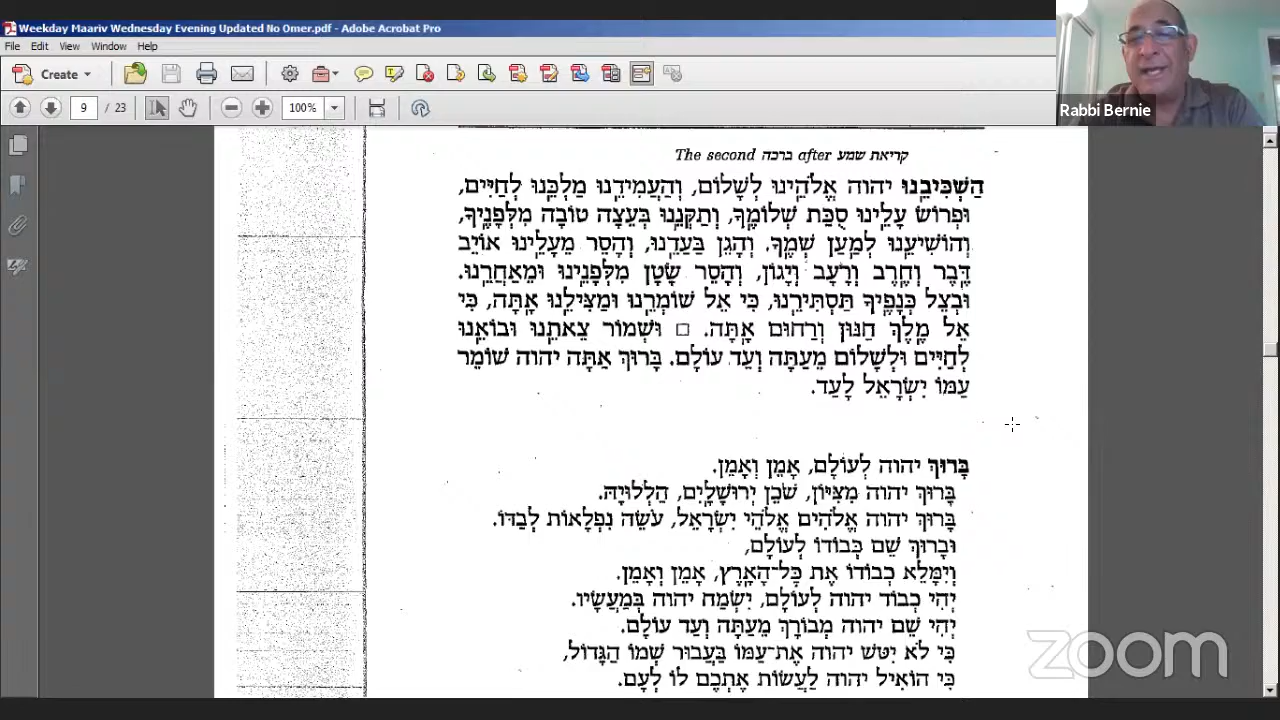 Weekday Maariv Wednesday Evening Updated No Omer.pdf - Adobe Acrobat Pro
File Edit View Window Help
Create
9 / 23 100%
Rabbi Bernie
The second ברכה after קריאת שמע
הַשְׁכִּיבֵֽנוּ יהוה אֱלֹהֵֽינוּ לְשָׁלוֹם, וְהַעֲמִידֵֽנוּ מַלְכֵּֽנוּ לְחַיִּים,
וּפְרוֹשׂ עָלֵֽינוּ סֻכַּת שְׁלוֹמֶֽךָ, וְתַקְּנֵֽנוּ בְּעֵצָה טוֹבָה מִלְּפָנֶֽיךָ,
וְהוֹשִׁיעֵֽנוּ לְמַֽעַן שְׁמֶֽךָ. וְהָגֵן בַּעֲדֵֽנוּ, וְהָסֵר מֵעָלֵֽינוּ אוֹיֵב
דֶּֽבֶר וְחֶֽרֶב וְרָעָב וְיָגוֹן, וְהָסֵר שָׂטָן מִלְּפָנֵֽינוּ וּמֵאַחֲרֵֽנוּ.
וּבְצֵל כְּנָפֶֽיךָ תַּסְתִּירֵֽנוּ, כִּי אֵל שׁוֹמְרֵֽנוּ וּמַצִּילֵֽנוּ אָֽתָּה, כִּי
אֵל מֶֽלֶךְ חַנּוּן וְרַחוּם אָֽתָּה. □ וּשְׁמוֹר צֵאתֵֽנוּ וּבוֹאֵֽנוּ
לְחַיִּים וּלְשָׁלוֹם מֵעַתָּה וְעַד עוֹלָם. בָּרוּךְ אַתָּה יהוה שׁוֹמֵר
עַמּוֹ יִשְׂרָאֵל לָעַד.
בָּרוּךְ יהוה לְעוֹלָם, אָמֵן וְאָמֵן.
בָּרוּךְ יהוה מִצִּיּוֹן, שֹׁכֵן יְרוּשָׁלָֽיִם, הַלְלוּיָהּ.
בָּרוּךְ יהוה אֱלֹהִים אֱלֹהֵי יִשְׂרָאֵל, עֹשֵׂה נִפְלָאוֹת לְבַדּוֹ.
וּבָרוּךְ שֵׁם כְּבוֹדוֹ לְעוֹלָם,
וְיִמָּלֵא כְבוֹדוֹ אֶת כָּל־הָאָֽרֶץ, אָמֵן וְאָמֵן.
יְהִי כְבוֹד יהוה לְעוֹלָם, יִשְׂמַח יהוה בְּמַעֲשָׂיו.
יְהִי שֵׁם יהוה מְבוֹרָךְ מֵעַתָּה וְעַד עוֹלָם.
כִּי לֹא יִטֹּשׁ יהוה אֶת־עַמּוֹ בַּעֲבוּר שְׁמוֹ הַגָּדוֹל,
כִּי הוֹאִיל יהוה לַעֲשׂוֹת אֶתְכֶם לוֹ לְעָם.
zoom